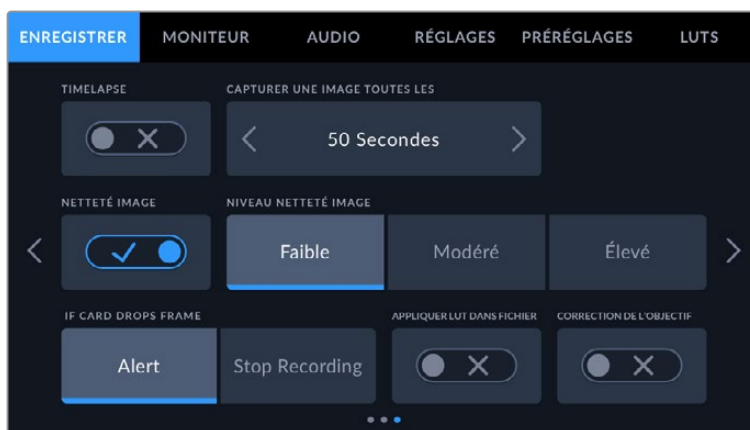 ENREGISTRER MONITEUR AUDIO RÉGLAGES PRÉRÉGLAGES LUTS
TIMELAPSE CAPTURER UNE IMAGE TOUTES LES
50 Secondes
NETTETÉ IMAGE NIVEAU NETTETÉ IMAGE
Faible Modéré Élevé
IF CARD DROPS FRAME APPLIQUER LUT DANS FICHIER CORRECTION DE L'OBJECTIF
Alert Stop Recording